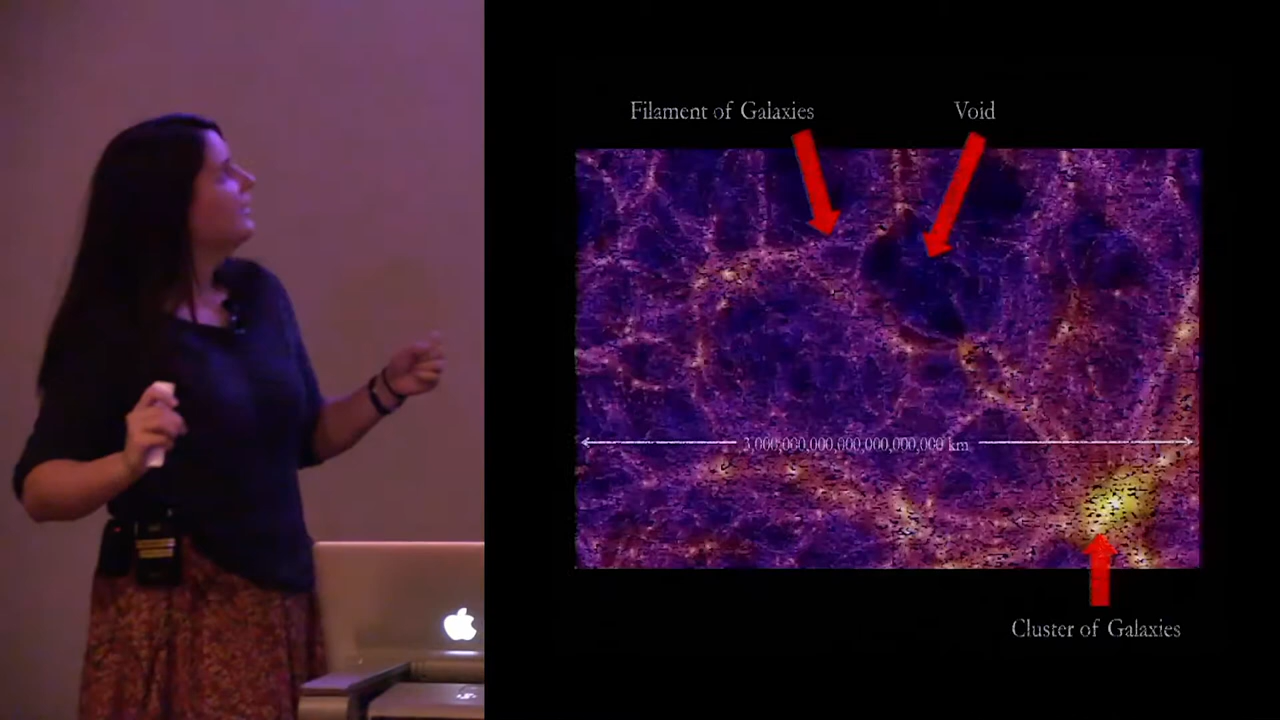 Filament of Galaxies
Void
3,000,000,000,000,000,000,000 km
Cluster of Galaxies